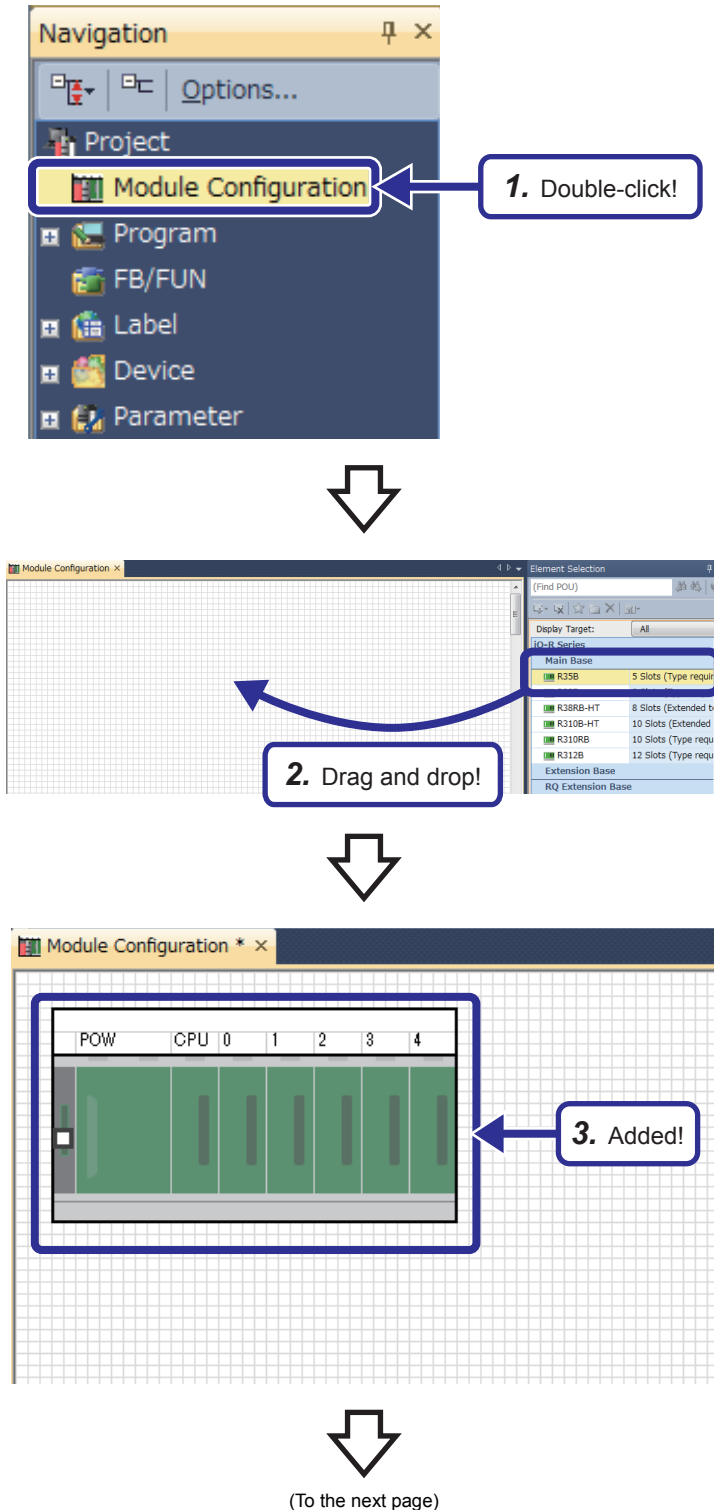 Navigation
Options...
Project
Module Configuration
1. Double-click!
Program
FB/FUN
Label
Device
Parameter
Module Configuration
Element Selection
(Find POU)
Display Target: All
iQ-R Series
Main Base
R35B 5 Slots (Type requir
R38RB-HT 8 Slots (Extended t
R310B-HT 10 Slots (Extended
R310RB 10 Slots (Type requ
R312B 12 Slots (Type requ
Extension Base
RQ Extension Base
2. Drag and drop!
Module Configuration *
POW CPU 0 1 2 3 4
3. Added!
(To the next page)